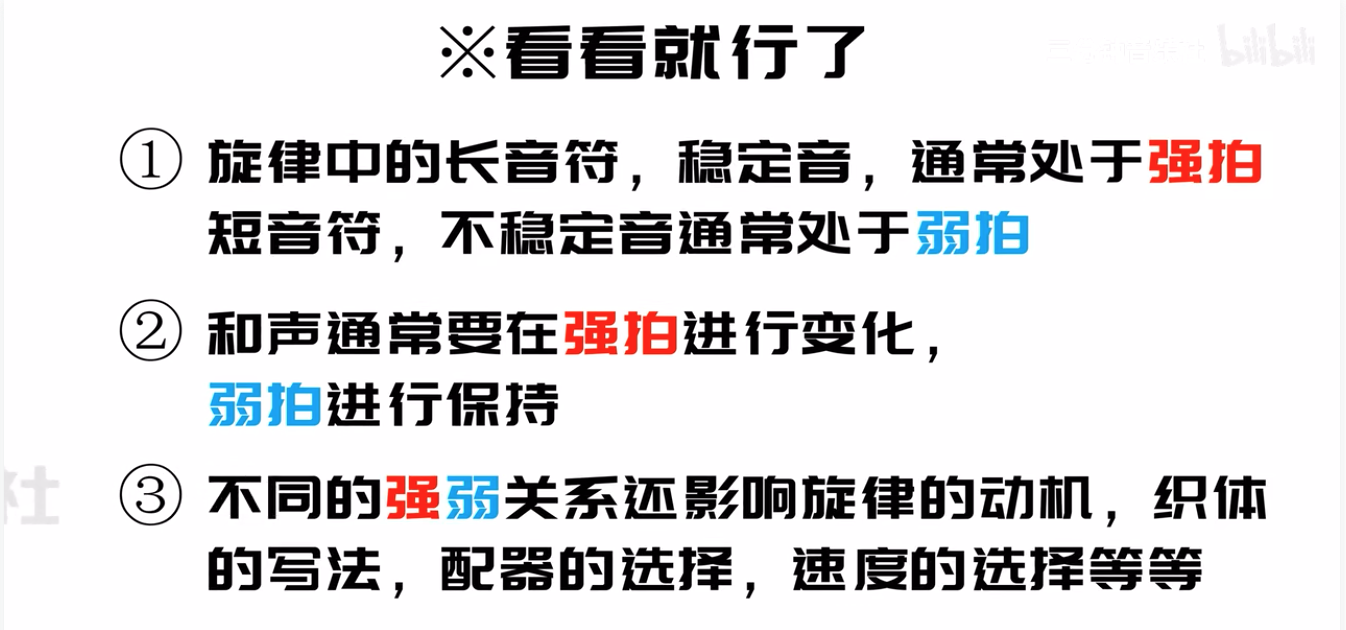 ※看看就行了
bilibili
① 旋律中的长音符，稳定音，通常处于强拍
短音符，不稳定音通常处于弱拍
② 和声通常要在强拍进行变化，
弱拍进行保持
③ 不同的强弱关系还影响旋律的动机，织体
社
的写法，配器的选择，速度的选择等等